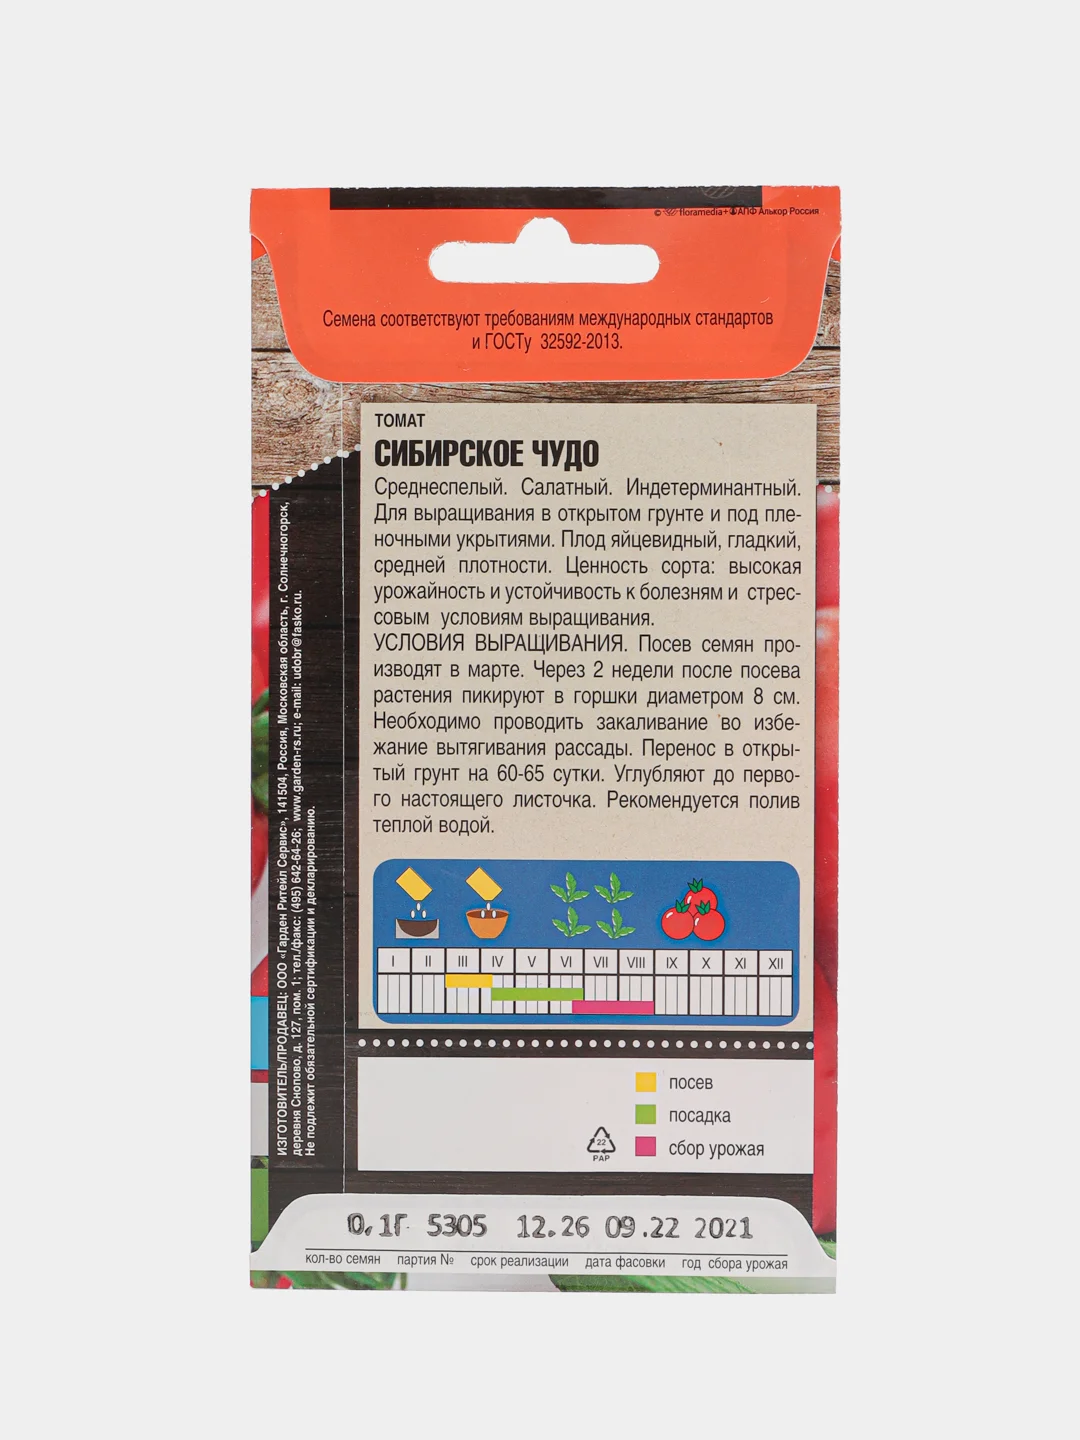 © floramedia+ АПФ Алькор Россия
Семена соответствуют требованиям международных стандартов
и ГОСТу 32592-2013.
ТОМАТ
СИБИРСКОЕ ЧУДО
Среднеспелый. Салатный. Индетерминантный.
Для выращивания в открытом грунте и под пле-
ночными укрытиями. Плод яйцевидный, гладкий,
средней плотности. Ценность сорта: высокая
урожайность и устойчивость к болезням и стрес-
совым условиям выращивания.
УСЛОВИЯ ВЫРАЩИВАНИЯ. Посев семян про-
изводят в марте. Через 2 недели после посева
растения пикируют в горшки диаметром 8 см.
Необходимо проводить закаливание во избе-
жание вытягивания рассады. Перенос в откры-
тый грунт на 60-65 сутки. Углубляют до перво-
го настоящего листочка. Рекомендуется полив
теплой водой.
I II III IV V VI VII VIII IX X XI XII
посев
посадка
сбор урожая
22
PAP
ИЗГОТОВИТЕЛЬ/ПРОДАВЕЦ: ООО «Гарден Ритейл Сервис», 141504, Россия, Московская область, г. Солнечногорск,
деревня Снопово, д. 127, пом. 1; тел./факс: (495) 642-64-26; www.garden-rs.ru; e-mail: udobr@fasko.ru.
Не подлежит обязательной сертификации и декларированию.
0,1Г 5305 12.26 09.22 2021
кол-во семян партия № срок реализации дата фасовки год сбора урожая